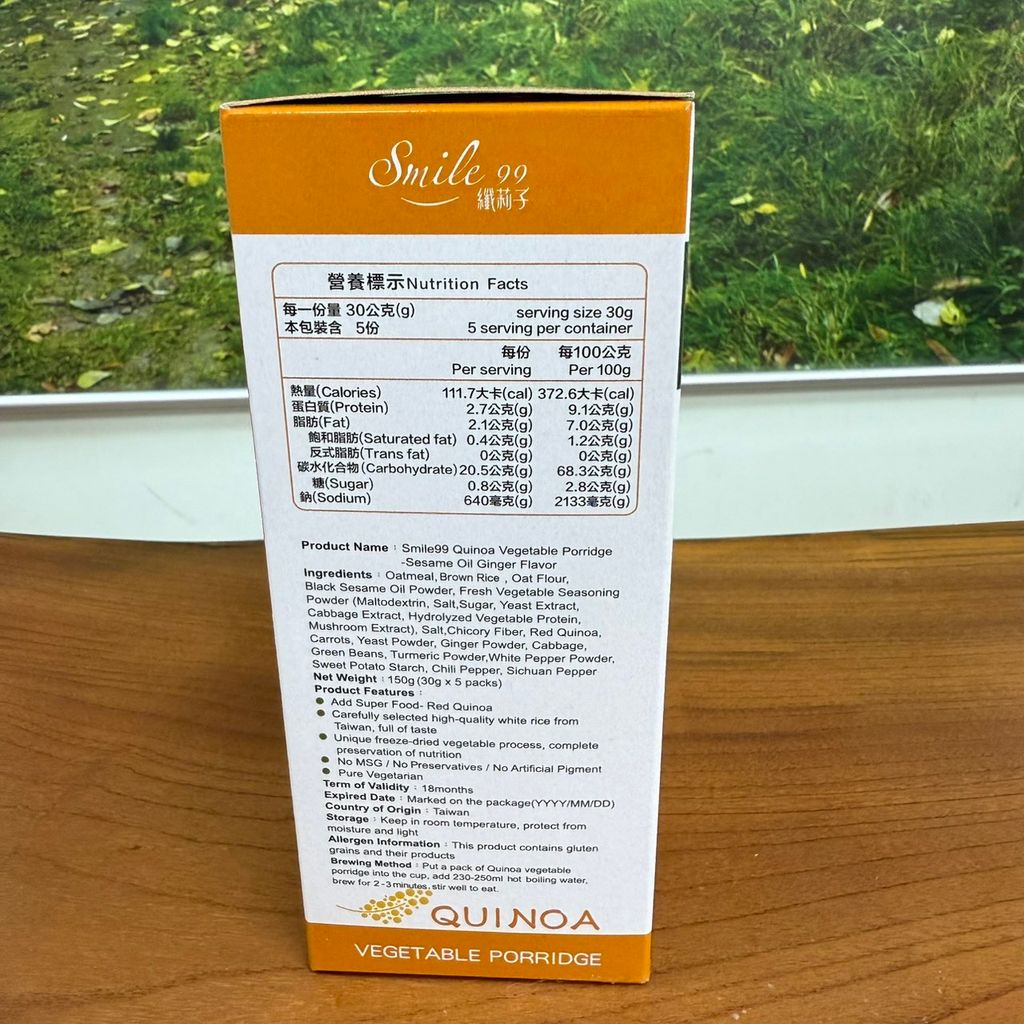 Smile 99
纖莉子
營養標示Nutrition Facts
每一份量 30公克(g) serving size 30g
本包裝含 5份 5 serving per container
每份 每100公克
Per serving Per 100g
熱量(Calories) 111.7大卡(cal) 372.6大卡(cal)
蛋白質(Protein) 2.7公克(g) 9.1公克(g)
脂肪(Fat) 2.1公克(g) 7.0公克(g)
飽和脂肪(Saturated fat) 0.4公克(g) 1.2公克(g)
反式脂肪(Trans fat) 0公克(g) 0公克(g)
碳水化合物(Carbohydrate) 20.5公克(g) 68.3公克(g)
糖(Sugar) 0.8公克(g) 2.8公克(g)
鈉(Sodium) 640毫克(g) 2133毫克(g)
Product Name：Smile99 Quinoa Vegetable Porridge
-Sesame Oil Ginger Flavor
Ingredients：Oatmeal, Brown Rice , Oat Flour,
Black Sesame Oil Powder, Fresh Vegetable Seasoning
Powder (Maltodextrin, Salt,Sugar, Yeast Extract,
Cabbage Extract, Hydrolyzed Vegetable Protein,
Mushroom Extract), Salt,Chicory Fiber, Red Quinoa,
Carrots, Yeast Powder, Ginger Powder, Cabbage,
Green Beans, Turmeric Powder,White Pepper Powder,
Sweet Potato Starch, Chili Pepper, Sichuan Pepper
Net Weight：150g (30g x 5 packs)
Product Features：
● Add Super Food- Red Quinoa
● Carefully selected high-quality white rice from
Taiwan, full of taste
● Unique freeze-dried vegetable process, complete
preservation of nutrition
● No MSG / No Preservatives / No Artificial Pigment
● Pure Vegetarian
Term of Validity：18months
Expired Date：Marked on the package(YYYY/MM/DD)
Country of Origin：Taiwan
Storage：Keep in room temperature, protect from
moisture and light
Allergen Information：This product contains gluten
grains and their products
Brewing Method：Put a pack of Quinoa vegetable
porridge into the cup, add 230-250ml hot boiling water,
brew for 2-3 minutes, stir well to eat.
QUINOA
VEGETABLE PORRIDGE